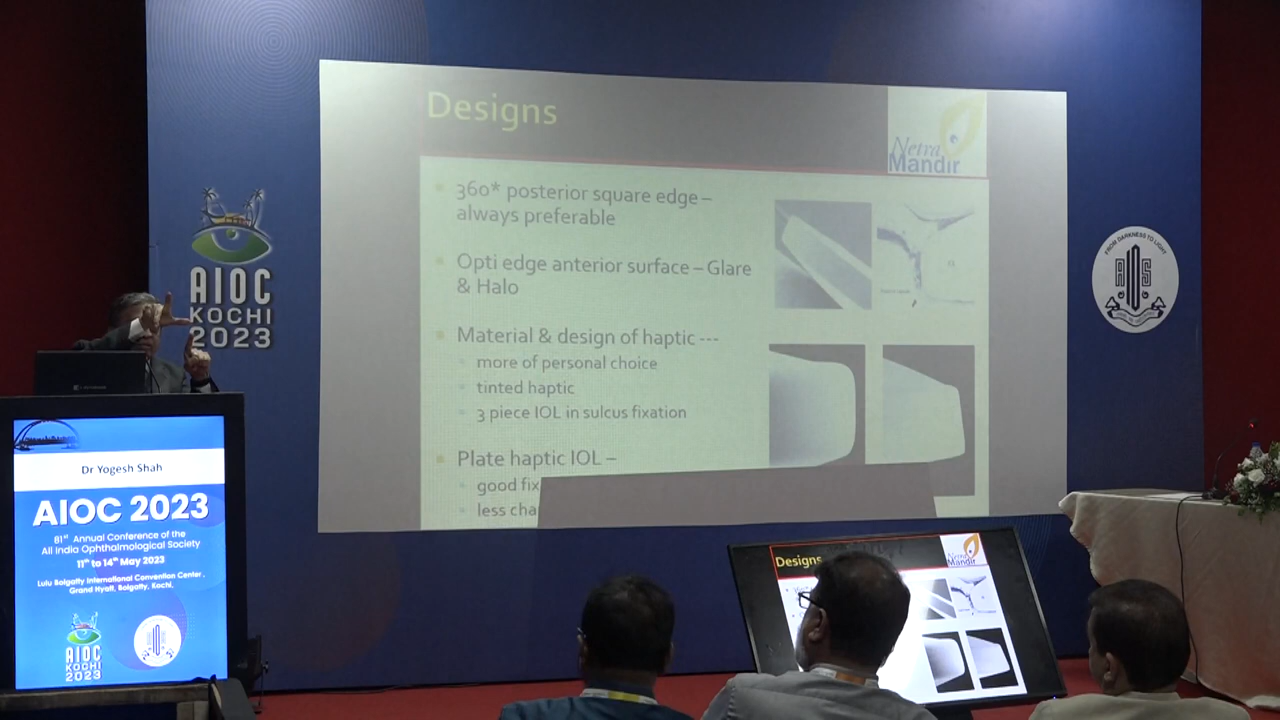 Designs
Netra
Mandir
360* posterior square edge –
always preferable
Opti edge anterior surface – Glare
& Halo
Material & design of haptic ---
more of personal choice
tinted haptic
3 piece IOL in sulcus fixation
Plate haptic IOL –
good fix
less cha
AIOC
KOCHI
2023
FROM DARKNESS TO LIGHT
Dr Yogesh Shah
AIOC 2023
81st Annual Conference of the
All India Ophthalmological Society
11th to 14th May 2023
Lulu Bolgatty International Convention Center,
Grand Hyatt, Bolgatty, Kochi.
AIOC
KOCHI
2023
Designs
Netra
Mandir